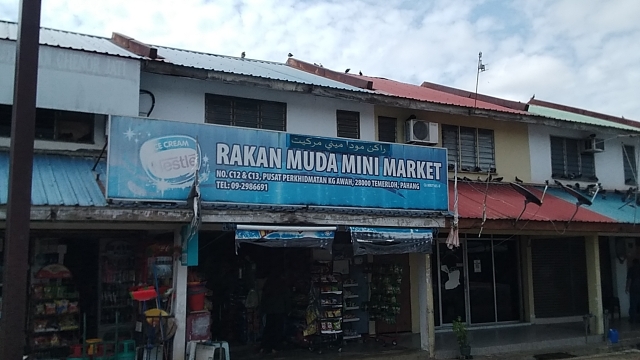 ICE CREAM
Nestlé
راكن مودا ميني مركيت
RAKAN MUDA MINI MARKET
NO. C12 & C13, PUSAT PERKHIDMATAN KG AWAH, 28000 TEMERLOH, PAHANG
TEL: 09-2986691